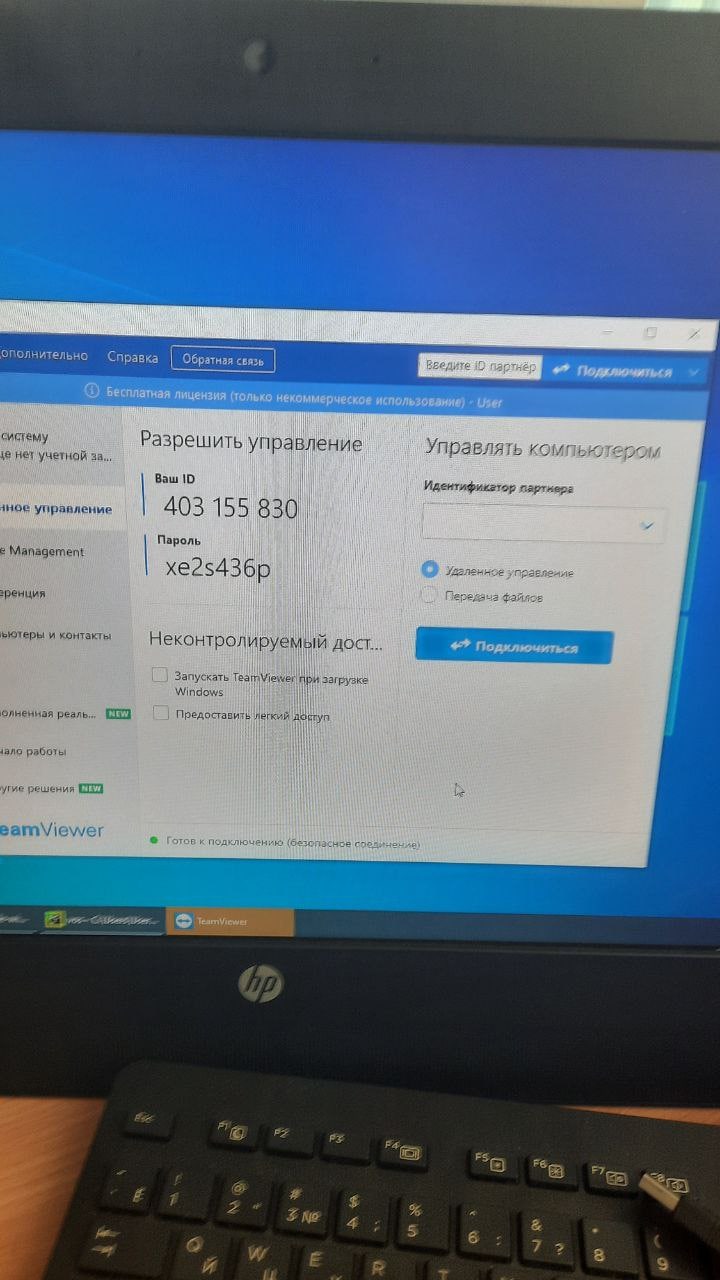 ополнительно Справка Обратная связь Введите ID партнёр Подключиться
Бесплатная лицензия (только некоммерческое использование) - User
систему
це нет учетной за...
нное управление
e Management
еренция
ьютеры и контакты
олненная реаль... NEW
чало работы
угие решения NEW
eamViewer
Разрешить управление
Ваш ID
403 155 830
Пароль
xe2s436p
Неконтролируемый дост...
Запускать TeamViewer при загрузке
Windows
Предоставить легкий доступ
Управлять компьютером
Идентификатор партнера
Удаленное управление
Передача файлов
Подключиться
Готов к подключению (безопасное соединение)
TeamViewer
hp
Esc F1 F2 F3 F4 F5 F6 F7 F8
Ё ! 1 @ 2 " # 3 № $ 4 ; % 5 ^ 6 : & 7 ? * 8 ( 9
Й W Ц E R T